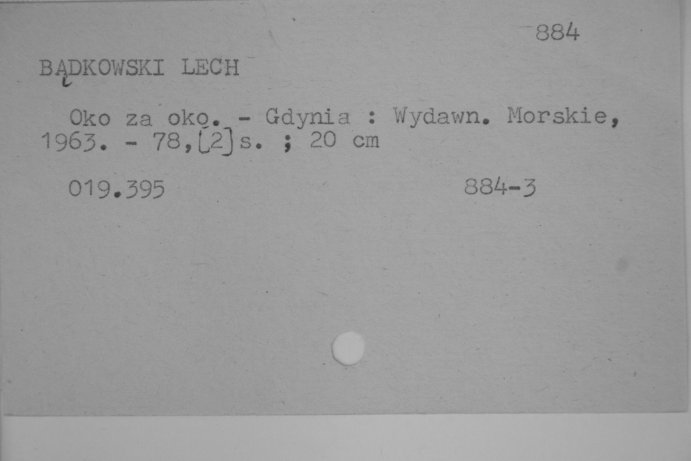 884
BĄDKOWSKI LECH
Oko za oko. - Gdynia : Wydawn. Morskie,
1963. - 78,[2]s. ; 20 cm
019.395 884-3